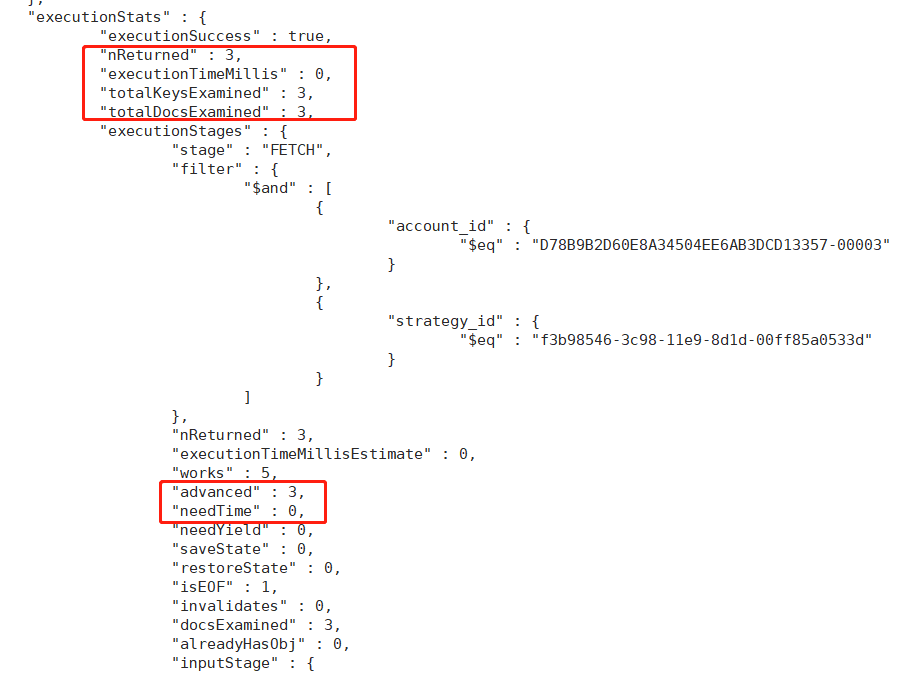 },
"executionStats" : {
"executionSuccess" : true,
"nReturned" : 3,
"executionTimeMillis" : 0,
"totalKeysExamined" : 3,
"totalDocsExamined" : 3,
"executionStages" : {
"stage" : "FETCH",
"filter" : {
"$and" : [
{
"account_id" : {
"$eq" : "D78B9B2D60E8A34504EE6AB3DCD13357-00003"
}
},
{
"strategy_id" : {
"$eq" : "f3b98546-3c98-11e9-8d1d-00ff85a0533d"
}
}
]
},
"nReturned" : 3,
"executionTimeMillisEstimate" : 0,
"works" : 5,
"advanced" : 3,
"needTime" : 0,
"needYield" : 0,
"saveState" : 0,
"restoreState" : 0,
"isEOF" : 1,
"invalidates" : 0,
"docsExamined" : 3,
"alreadyHasObj" : 0,
"inputStage" : {